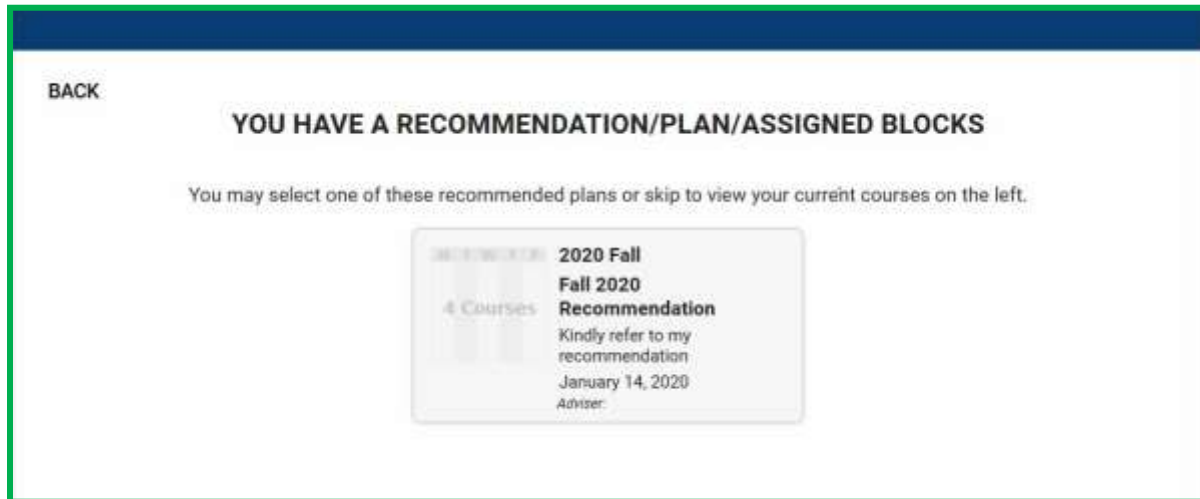 BACK
YOU HAVE A RECOMMENDATION/PLAN/ASSIGNED BLOCKS
You may select one of these recommended plans or skip to view your current courses on the left.
M T W T F
4 Courses
2020 Fall
Fall 2020
Recommendation
Kindly refer to my
recommendation
January 14, 2020
Adviser: